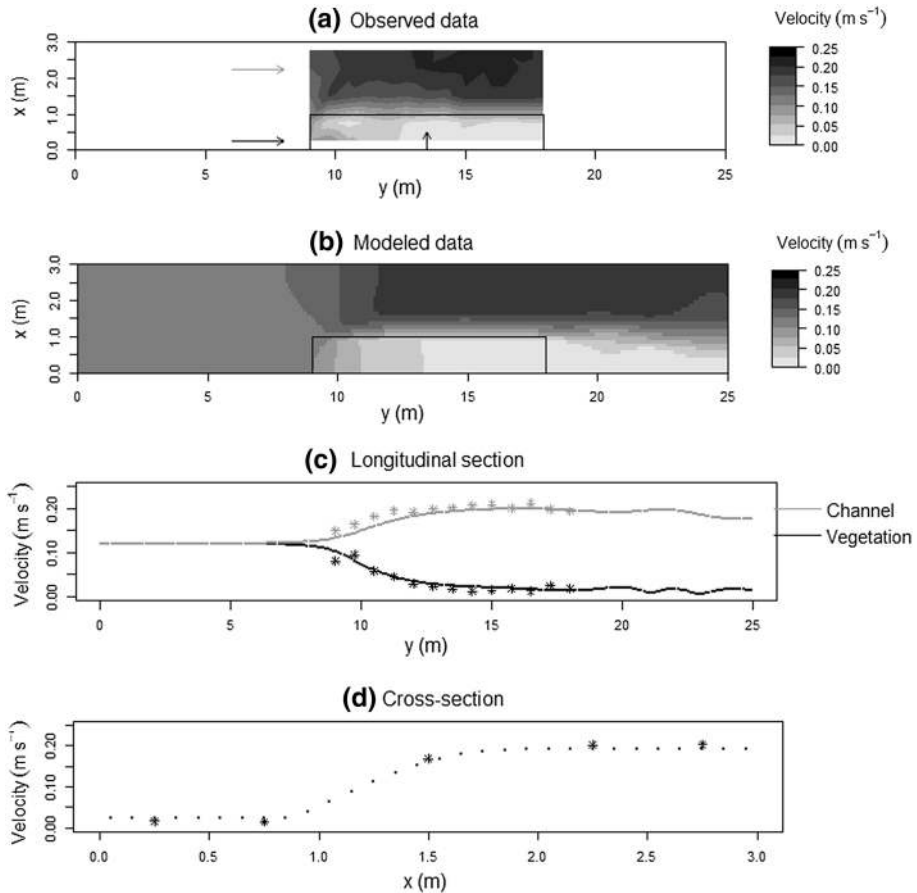 (a) Observed data
Velocity (m s⁻¹)
x (m)
0.0 1.0 2.0 3.0
0 5 10 15 20 25
y (m)
0.25
0.20
0.15
0.10
0.05
0.00
(b) Modeled data
Velocity (m s⁻¹)
x (m)
0.0 1.0 2.0 3.0
0 5 10 15 20 25
y (m)
0.25
0.20
0.15
0.10
0.05
0.00
(c) Longitudinal section
Velocity (m s⁻¹)
0.00 0.10 0.20
Channel
Vegetation
0 5 10 15 20 25
y (m)
(d) Cross-section
Velocity (m s⁻¹)
0.00 0.10 0.20
0.0 0.5 1.0 1.5 2.0 2.5 3.0
x (m)